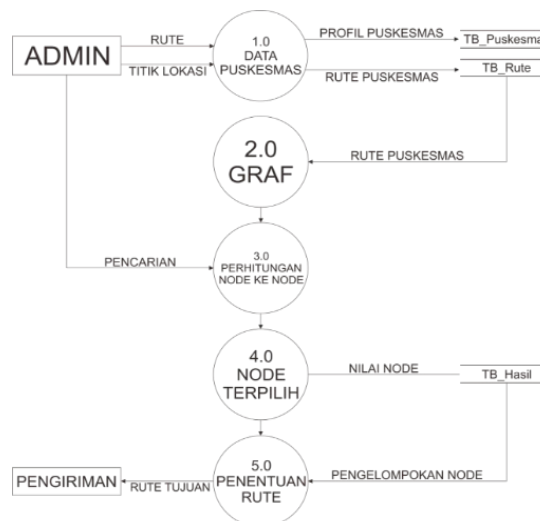 RUTE
1.0
PROFIL PUSKESMAS
TB_Puskesma
ADMIN
DATA
PUSKESMAS
TITIK LOKASI
RUTE PUSKESMAS
TB_Rute
2.0
GRAF
RUTE PUSKESMAS
3.0
PENCARIAN
PERHITUNGAN
NODE KE NODE
4.0
NODE
TERPILIH
NILAI NODE
TB_Hasil
5.0
PENENTUAN
RUTE
PENGELOMPOKAN NODE
PENGIRIMAN
RUTE TUJUAN